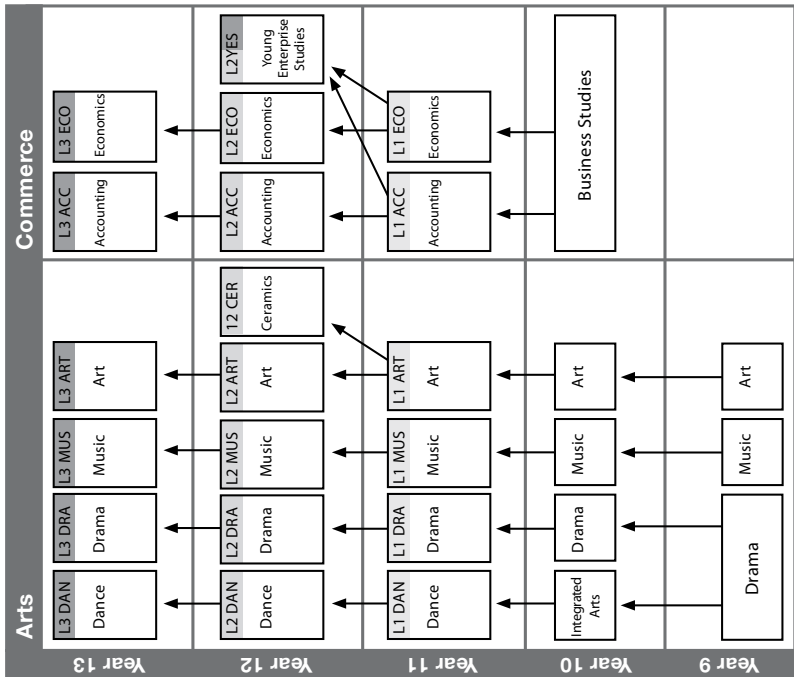 Arts
Commerce
Year 13
L3 DAN
Dance
L3 DRA
Drama
L3 MUS
Music
L3 ART
Art
L3 ACC
Accounting
L3 ECO
Economics
Year 12
L2 DAN
Dance
L2 DRA
Drama
L2 MUS
Music
L2 ART
Art
12 CER
Ceramics
L2 ACC
Accounting
L2 ECO
Economics
L2YES
Young
Enterprise
Studies
Year 11
L1 DAN
Dance
L1 DRA
Drama
L1 MUS
Music
L1 ART
Art
L1 ACC
Accounting
L1 ECO
Economics
Year 10
Integrated
Arts
Drama
Music
Art
Business Studies
Year 9
Drama
Music
Art